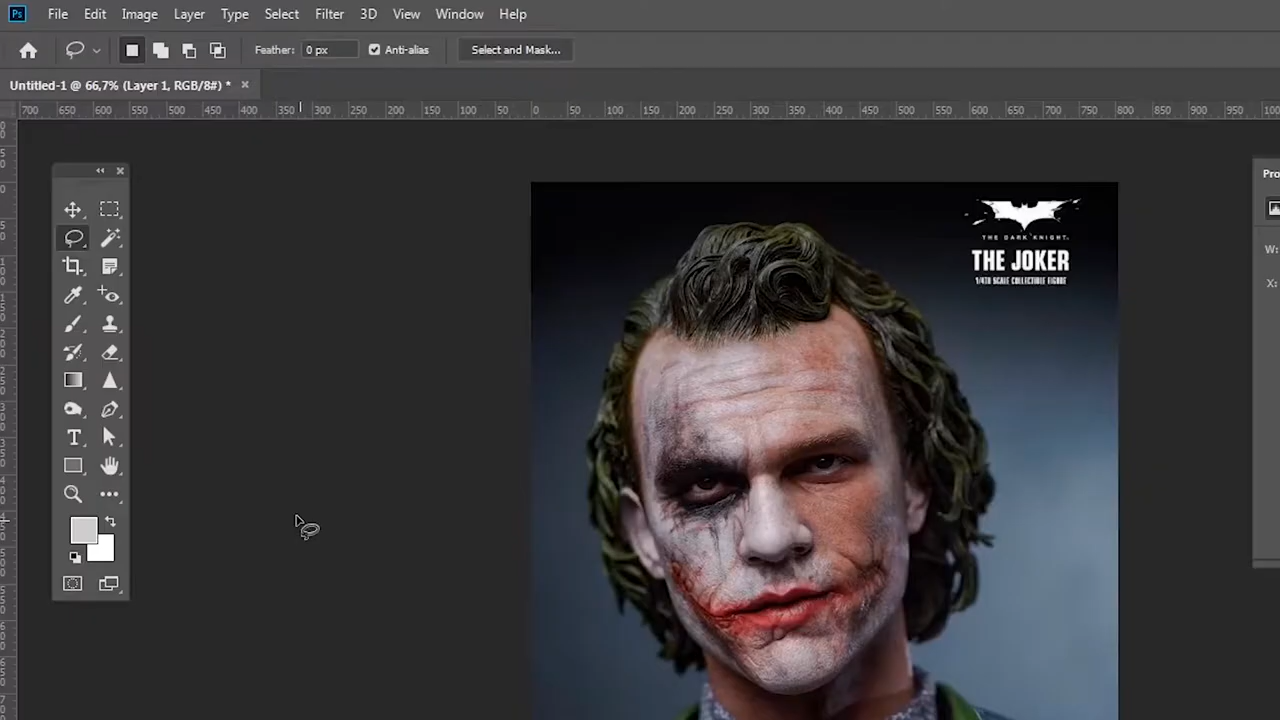 Ps File Edit Image Layer Type Select Filter 3D View Window Help
Feather: 0 px Anti-alias Select and Mask...
Untitled-1 @ 66,7% (Layer 1, RGB/8#) * ×
700 650 600 550 500 450 400 350 300 250 200 150 100 50 0 50 100 150 200 250 300 350 400 450 500 550 600 650 700 750 800 850 900 950 1000
Pro
THE DARK KNIGHT.
W:
THE JOKER
1/4TH SCALE COLLECTIBLE FIGURE
X:
T